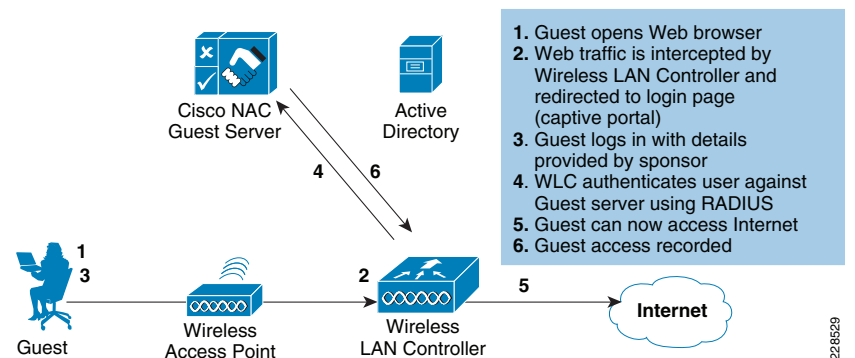 1. Guest opens Web browser
2. Web traffic is intercepted by
Wireless LAN Controller and
redirected to login page
(captive portal)
3. Guest logs in with details
provided by sponsor
4. WLC authenticates user against
Guest server using RADIUS
5. Guest can now access Internet
6. Guest access recorded
Cisco NAC
Guest Server
Active
Directory
4
6
1
3
2
5
Guest
Wireless
Access Point
Wireless
LAN Controller
Internet
228529